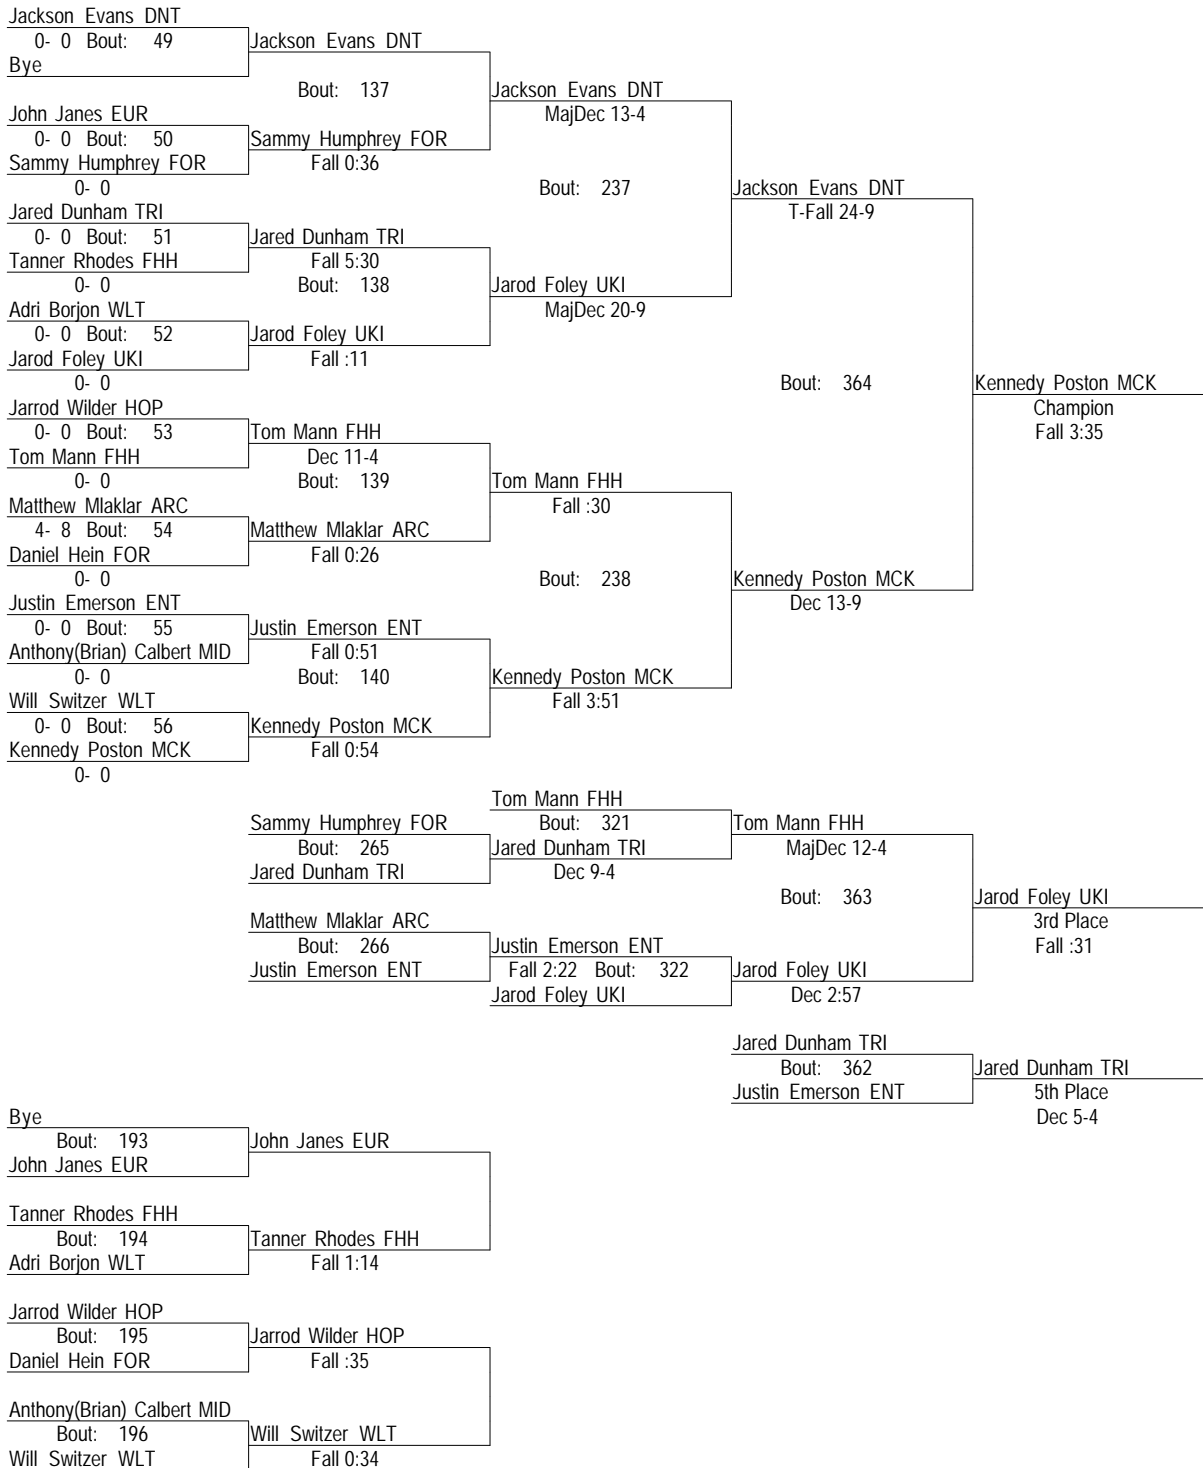 Jackson Evans DNT
0- 0 Bout: 49
Jackson Evans DNT
Bye
Bout: 137
Jackson Evans DNT
John Janes EUR
MajDec 13-4
0- 0 Bout: 50
Sammy Humphrey FOR
Sammy Humphrey FOR
Fall 0:36
0- 0
Bout: 237
Jackson Evans DNT
Jared Dunham TRI
T-Fall 24-9
0- 0 Bout: 51
Jared Dunham TRI
Tanner Rhodes FHH
Fall 5:30
0- 0
Bout: 138
Jarod Foley UKI
Adri Borjon WLT
MajDec 20-9
0- 0 Bout: 52
Jarod Foley UKI
Jarod Foley UKI
Fall :11
0- 0
Bout: 364
Kennedy Poston MCK
Jarrod Wilder HOP
Champion
0- 0 Bout: 53
Tom Mann FHH
Fall 3:35
Tom Mann FHH
Dec 11-4
0- 0
Bout: 139
Tom Mann FHH
Matthew Mlaklar ARC
Fall :30
4- 8 Bout: 54
Matthew Mlaklar ARC
Daniel Hein FOR
Fall 0:26
0- 0
Bout: 238
Kennedy Poston MCK
Justin Emerson ENT
Dec 13-9
0- 0 Bout: 55
Justin Emerson ENT
Anthony(Brian) Calbert MID
Fall 0:51
0- 0
Bout: 140
Kennedy Poston MCK
Will Switzer WLT
Fall 3:51
0- 0 Bout: 56
Kennedy Poston MCK
Kennedy Poston MCK
Fall 0:54
0- 0
Tom Mann FHH
Sammy Humphrey FOR
Bout: 321
Tom Mann FHH
Bout: 265
Jared Dunham TRI
MajDec 12-4
Jared Dunham TRI
Dec 9-4
Bout: 363
Jarod Foley UKI
Matthew Mlaklar ARC
3rd Place
Bout: 266
Justin Emerson ENT
Fall :31
Justin Emerson ENT
Fall 2:22 Bout: 322
Jarod Foley UKI
Jarod Foley UKI
Dec 2:57
Jared Dunham TRI
Bout: 362
Jared Dunham TRI
Justin Emerson ENT
5th Place
Dec 5-4
Bye
Bout: 193
John Janes EUR
John Janes EUR
Tanner Rhodes FHH
Bout: 194
Tanner Rhodes FHH
Adri Borjon WLT
Fall 1:14
Jarrod Wilder HOP
Bout: 195
Jarrod Wilder HOP
Daniel Hein FOR
Fall :35
Anthony(Brian) Calbert MID
Bout: 196
Will Switzer WLT
Will Switzer WLT
Fall 0:34